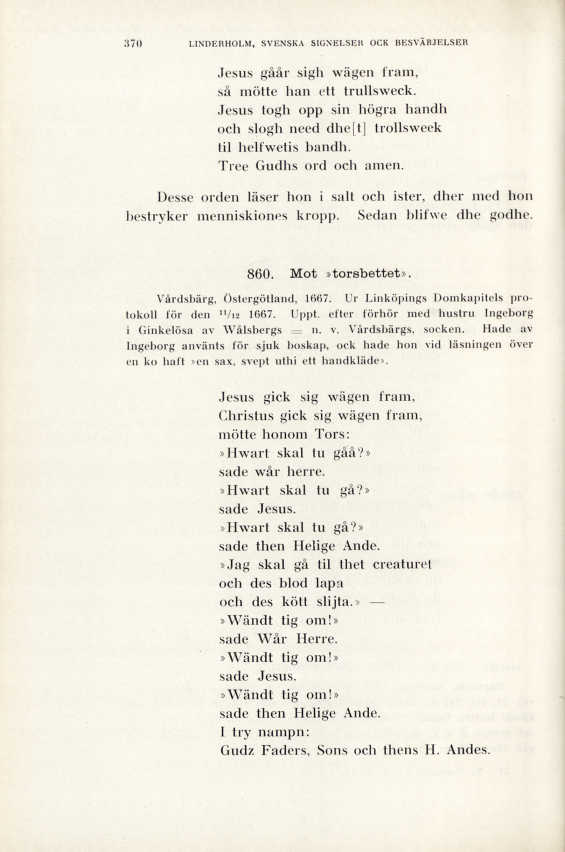 370 LINDERHOLM, SVENSKA SIGNELSER OCK BESVÄRJELSER
Jesus gåår sigh wägen fram,
så mötte han ett trullsweck.
Jesus togh opp sin högra handh
och slogh need dhe[t] trollsweek
til helfwetis bandh.
Tree Gudhs ord och amen.
Desse orden läser hon i salt och ister, dher med hon
bestryker menniskiones kropp. Sedan blifwe dhe godhe.
860. Mot »torsbettet».
Vårdsbärg, Östergötland, 1667. Ur Linköpings Domkapitels pro-
tokoll för den 11/12 1667. Uppt. efter förhör med hustru Ingeborg
i Ginkelösa av Wålsbergs = n. v. Vårdsbärgs, socken. Hade av
Ingeborg använts för sjuk boskap, ock hade hon vid läsningen över
en ko haft »en sax, svept uthi ett handkläde».
Jesus gick sig wägen fram,
Christus gick sig wägen fram,
mötte honom Tors:
»Hwart skal tu gåå?»
sade wår herre.
»Hwart skal tu gå?»
sade Jesus.
»Hwart skal tu gå?»
sade then Helige Ande.
»Jag skal gå til thet creaturet
och des blod lapa
och des kött slijta.» —
»Wändt tig om!»
sade Wår Herre.
»Wändt tig om!»
sade Jesus.
»Wändt tig om!»
sade then Helige Ande.
I try nampn:
Gudz Faders, Sons och thens H. Andes.